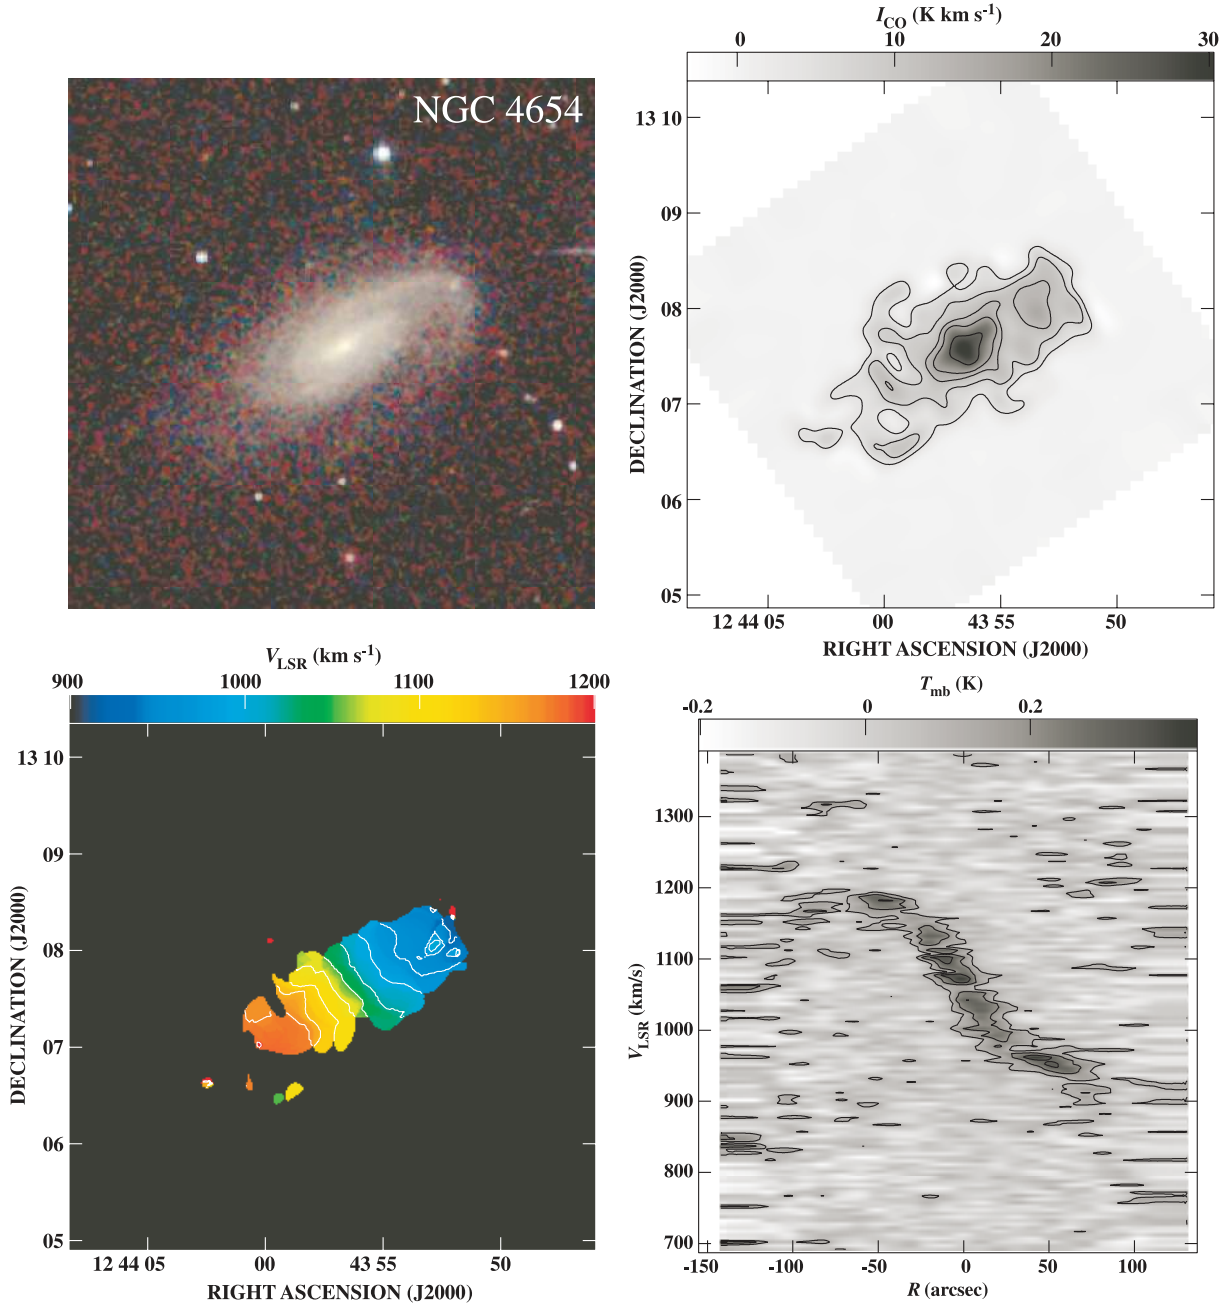 NGC 4654
I_CO (K km s⁻¹)
0 10 20 30
13 10
09
08
07
06
05
DECLINATION (J2000)
12 44 05 00 43 55 50
RIGHT ASCENSION (J2000)
V_LSR (km s⁻¹)
900 1000 1100 1200
13 10
09
08
07
06
05
DECLINATION (J2000)
12 44 05 00 43 55 50
RIGHT ASCENSION (J2000)
T_mb (K)
-0.2 0 0.2
1300
1200
1100
1000
900
800
700
V_LSR (km/s)
-150 -100 -50 0 50 100
R (arcsec)